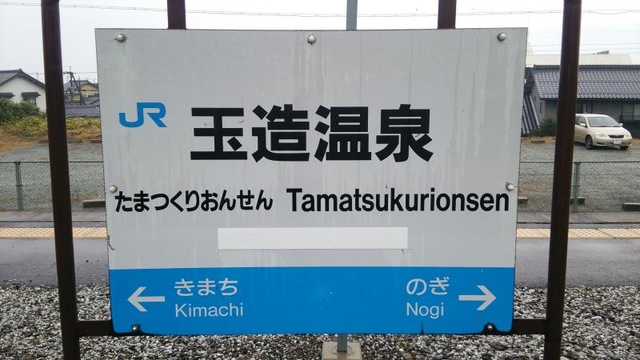 JR
玉造温泉
たまつくりおんせん Tamatsukurionsen
きまち のぎ
Kimachi Nogi